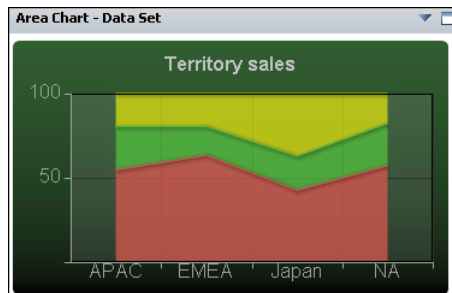 Area Chart - Data Set
Territory sales
100
50
APAC EMEA Japan NA